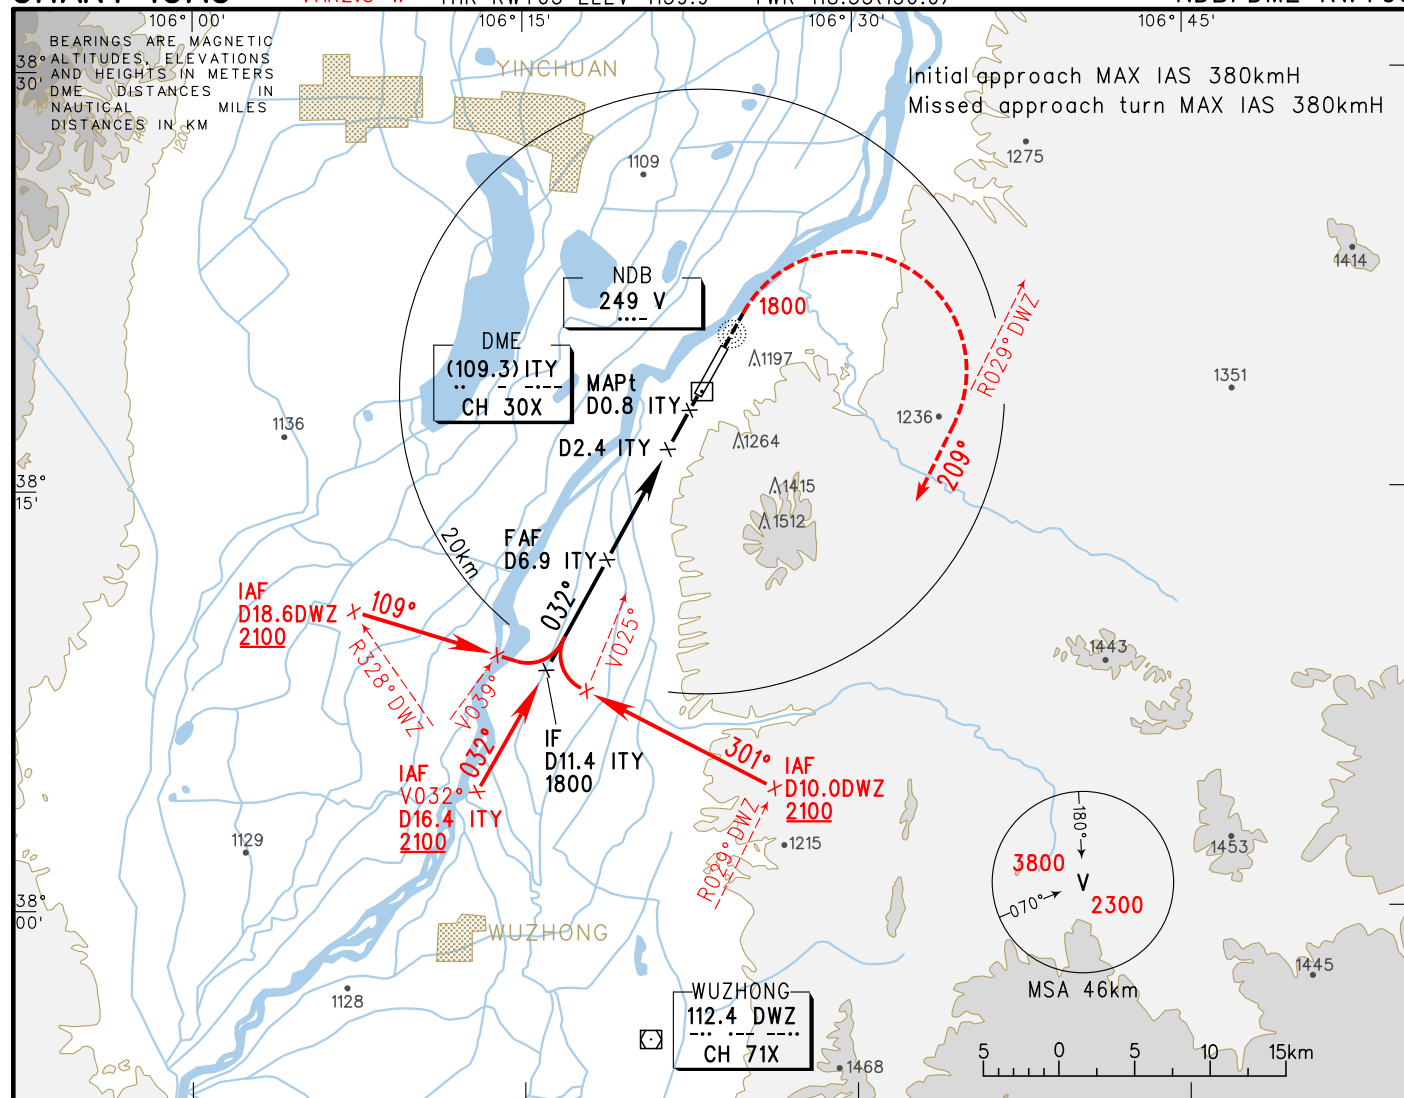 106° 00'
106° 15'
106° 30'
106° 45'
BEARINGS ARE MAGNETIC
ALTITUDES, ELEVATIONS
AND HEIGHTS IN METERS
DME DISTANCES IN
NAUTICAL MILES
DISTANCES IN KM
38°
30'
YINCHUAN
Initial approach MAX IAS 380kmH
Missed approach turn MAX IAS 380kmH
1275
1109
1414
NDB
249 V
1800
DME
(109.3) ITY
CH 30X
MAPt
D0.8 ITY
1197
R029° DWZ
1351
1236
1136
D2.4 ITY
1264
209°
38°
15'
1415
1512
20km
FAF
D6.9 ITY
032°
IAF
D18.6DWZ
2100
109°
R328° DWZ
V039°
V025°
1443
032°
IF
D11.4 ITY
1800
301°
IAF
D10.0DWZ
2100
IAF
V032°
D16.4 ITY
2100
R029° DWZ
1129
1215
1453
180°
3800
V
070°
2300
MSA 46km
38°
00'
WUZHONG
1128
1445
WUZHONG
112.4 DWZ
CH 71X
1468
5 0 5 10 15km